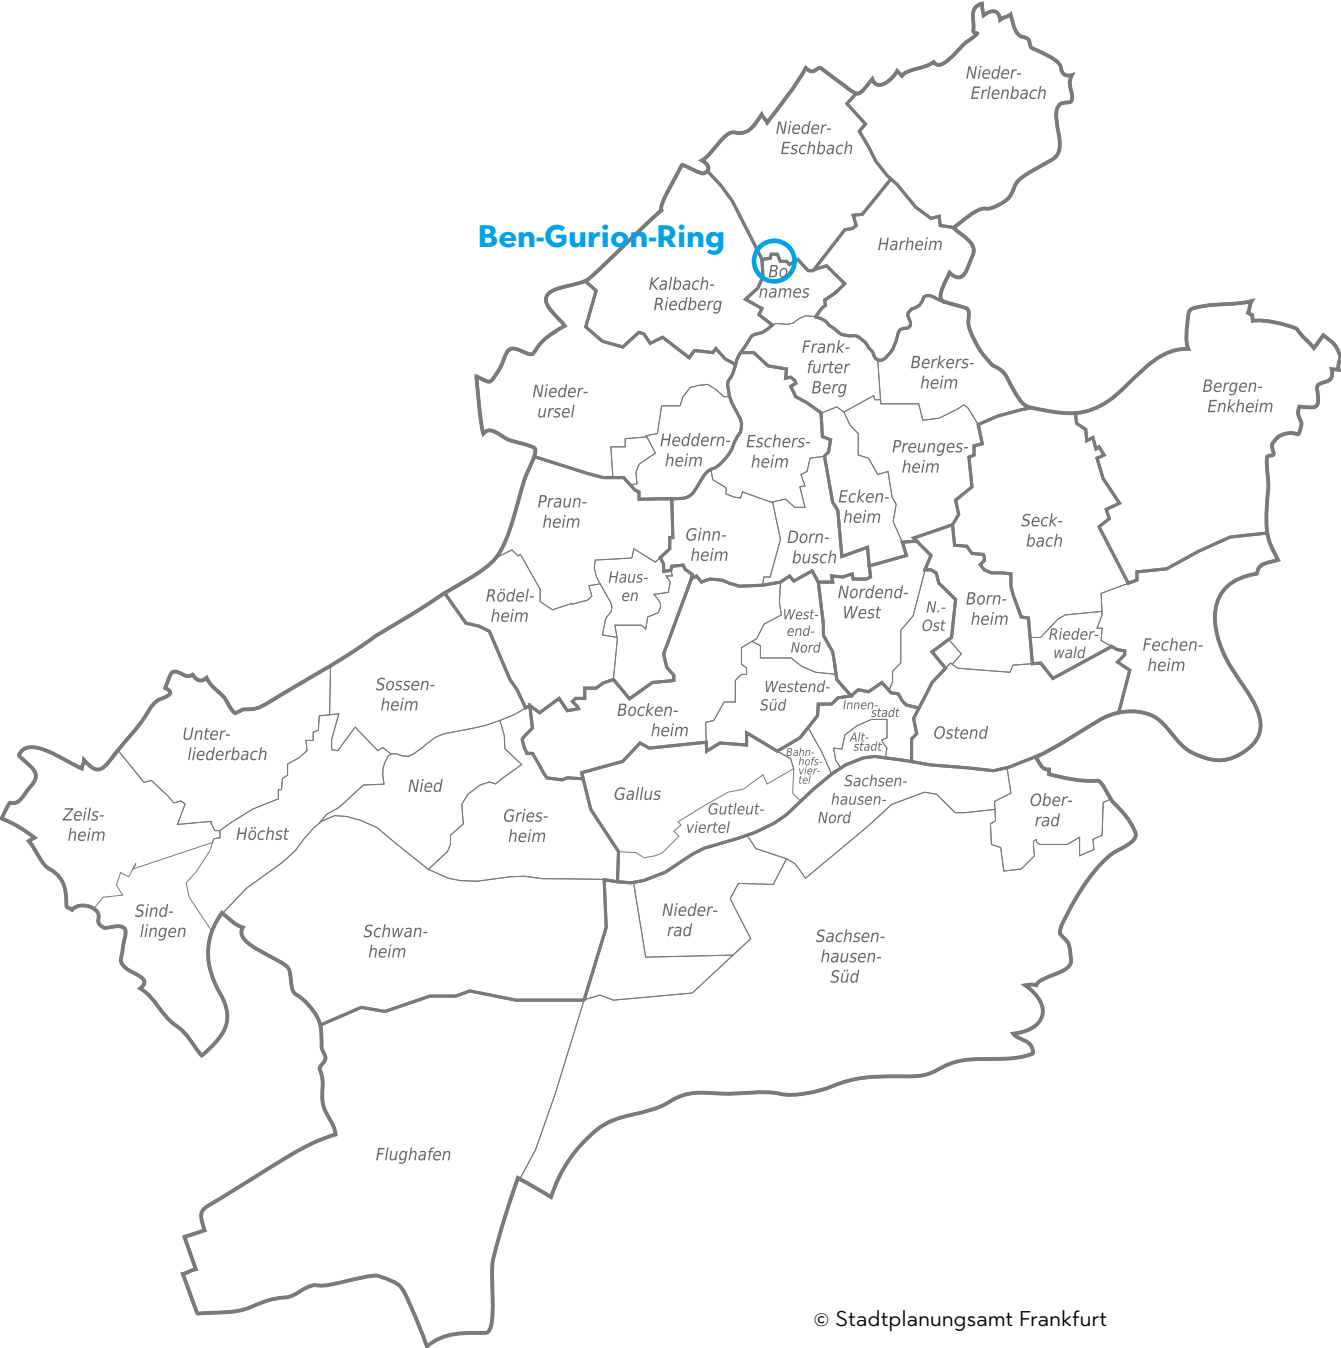 Nieder-
Erlenbach
Nieder-
Eschbach
Ben-Gurion-Ring
Harheim
Bo-
names
Kalbach-
Riedberg
Frank-
furter
Berg
Berkers-
heim
Bergen-
Enkheim
Nieder-
ursel
Heddern-
heim
Eschers-
heim
Preunges-
heim
Praun-
heim
Ecken-
heim
Seck-
bach
Ginn-
heim
Dorn-
busch
Haus-
en
Rödel-
heim
Nordend-
West
N.-
Ost
Born-
heim
West-
end-
Nord
Rieder-
wald
Fechen-
heim
Sossen-
heim
Westend-
Süd
Bocken-
heim
Innen-
stadt
Alt-
stadt
Ostend
Unter-
liederbach
Bahn-
hofs-
vier-
tel
Nied
Gallus
Sachsen-
hausen-
Nord
Gutleut-
viertel
Ober-
rad
Zeils-
heim
Höchst
Gries-
heim
Sind-
lingen
Nieder-
rad
Schwan-
heim
Sachsen-
hausen-
Süd
Flughafen
© Stadtplanungsamt Frankfurt